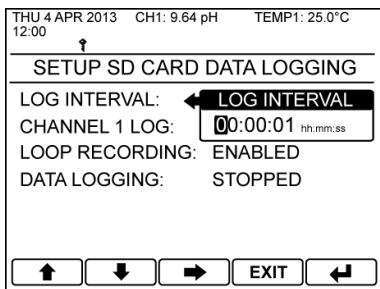 THU 4 APR 2013 CH1: 9.64 pH TEMP1: 25.0°C
12:00
SETUP SD CARD DATA LOGGING
LOG INTERVAL: LOG INTERVAL
CHANNEL 1 LOG: 00:00:01 hh:mm:ss
LOOP RECORDING: ENABLED
DATA LOGGING: STOPPED
EXIT